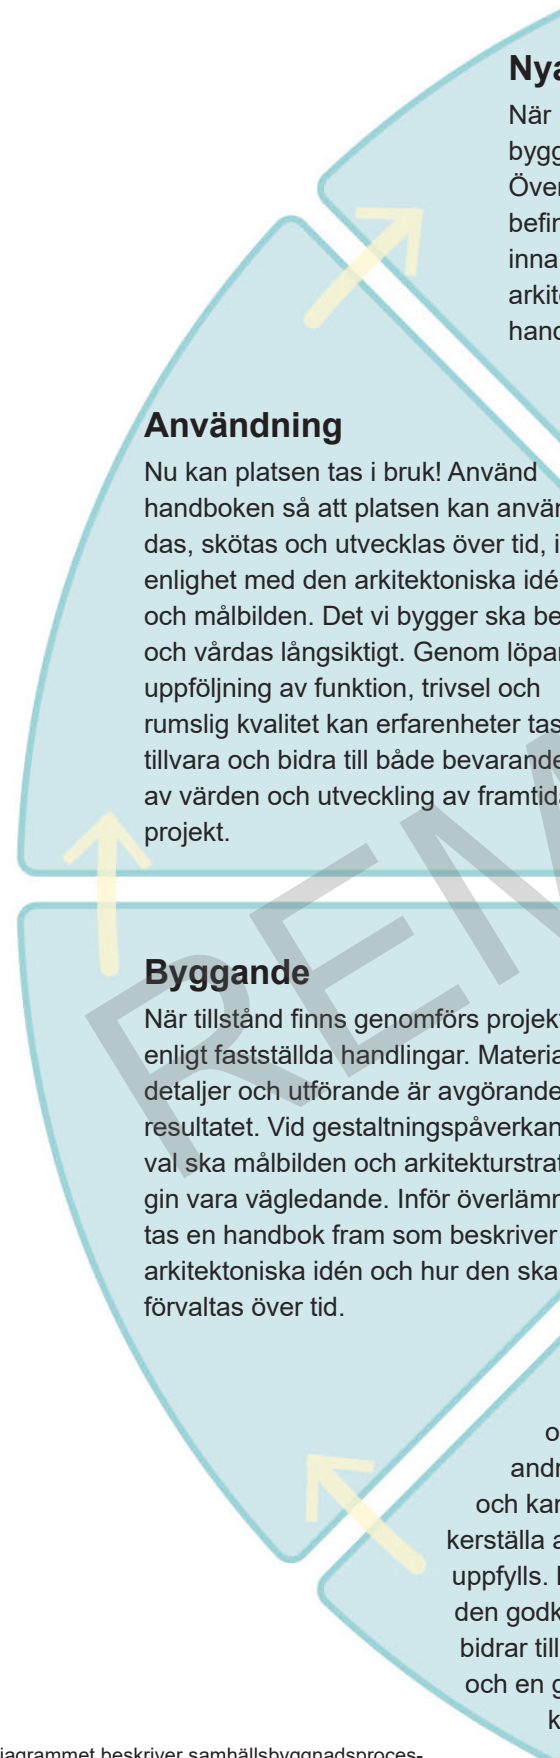 Nya
När
bygg
Över
befin
inna
arkite
hand
Användning
Nu kan platsen tas i bruk! Använd
handboken så att platsen kan använ
das, skötas och utvecklas över tid, i
enlighet med den arkitektoniska idé
och målbilden. Det vi bygger ska be
och vårdas långsiktigt. Genom löpan
uppföljning av funktion, trivsel och
rumslig kvalitet kan erfarenheter tas
tillvara och bidra till både bevarande
av värden och utveckling av framtida
projekt.
Byggande
När tillstånd finns genomförs projekt
enligt fastställda handlingar. Materia
detaljer och utförande är avgörande
resultatet. Vid gestaltningspåverkan
val ska målbilden och arkitekturstrat
gin vara vägledande. Inför överlämn
tas en handbok fram som beskriver
arkitektoniska idén och hur den ska
förvaltas över tid.
o
andr
och kan
kerställa a
uppfylls.
den godk
bidrar till
och en g
k
iagrammet beskriver samhällsbyggnadsproces-
REM